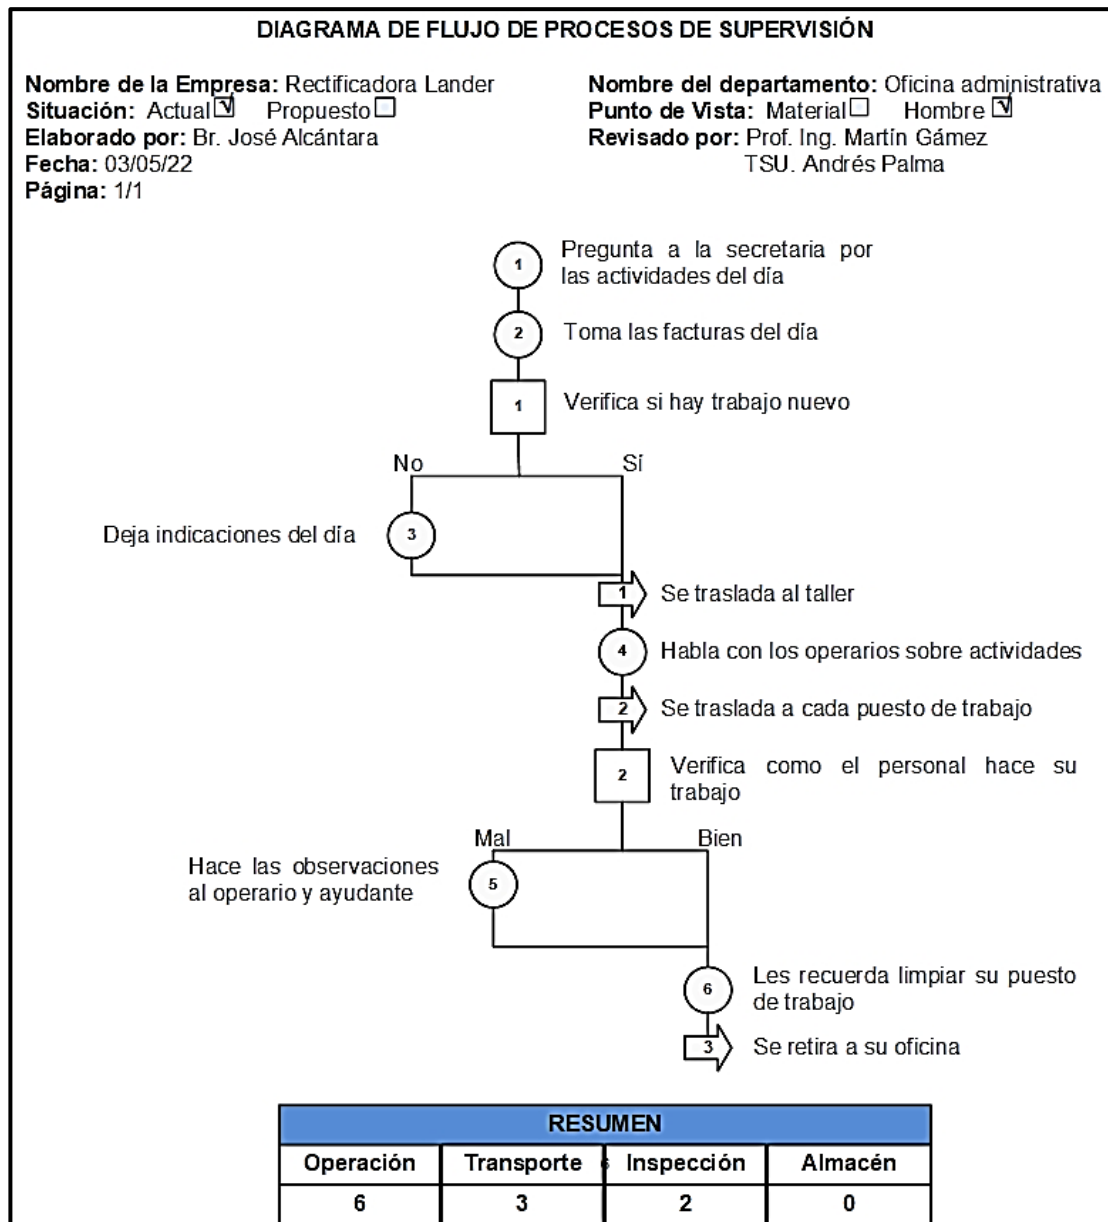 DIAGRAMA DE FLUJO DE PROCESOS DE SUPERVISIÓN
Nombre de la Empresa: Rectificadora Lander
Situación: Actual Propuesto
Elaborado por: Br. José Alcántara
Fecha: 03/05/22
Página: 1/1
Nombre del departamento: Oficina administrativa
Punto de Vista: Material Hombre
Revisado por: Prof. Ing. Martín Gámez
TSU. Andrés Palma
1
Pregunta a la secretaria por
las actividades del día
2
Toma las facturas del día
1
Verifica si hay trabajo nuevo
No
Sí
Deja indicaciones del día
3
1
Se traslada al taller
4
Habla con los operarios sobre actividades
2
Se traslada a cada puesto de trabajo
2
Verifica como el personal hace su
trabajo
Mal
Bien
Hace las observaciones
al operario y ayudante
5
6
Les recuerda limpiar su puesto
de trabajo
3
Se retira a su oficina
RESUMEN
Operación Transporte Inspección Almacén
6 3 2 0